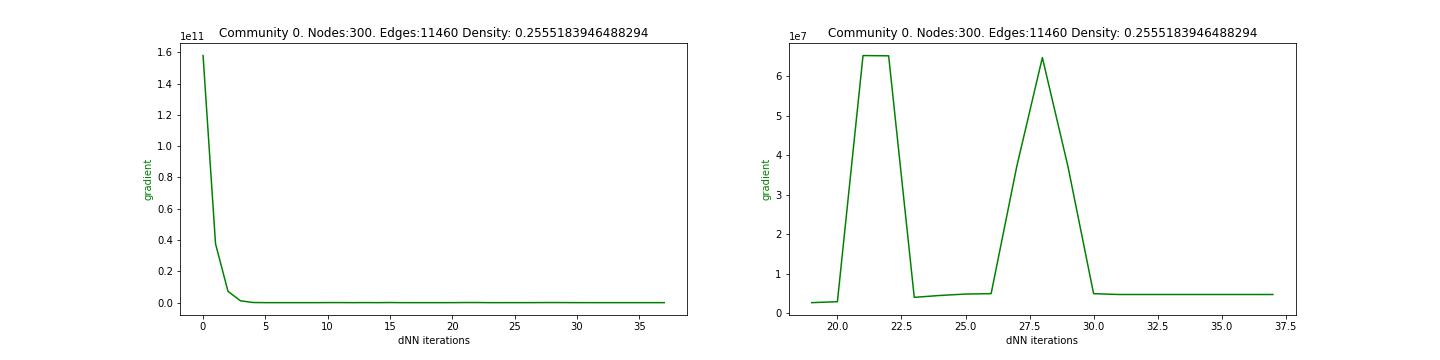 Community 0. Nodes:300. Edges:11460 Density: 0.2555183946488294
1e11
1.6
1.4
1.2
1.0
0.8
0.6
0.4
0.2
0.0
gradient
0 5 10 15 20 25 30 35
dNN iterations
Community 0. Nodes:300. Edges:11460 Density: 0.2555183946488294
1e7
6
5
4
3
2
1
0
gradient
20.0 22.5 25.0 27.5 30.0 32.5 35.0 37.5
dNN iterations